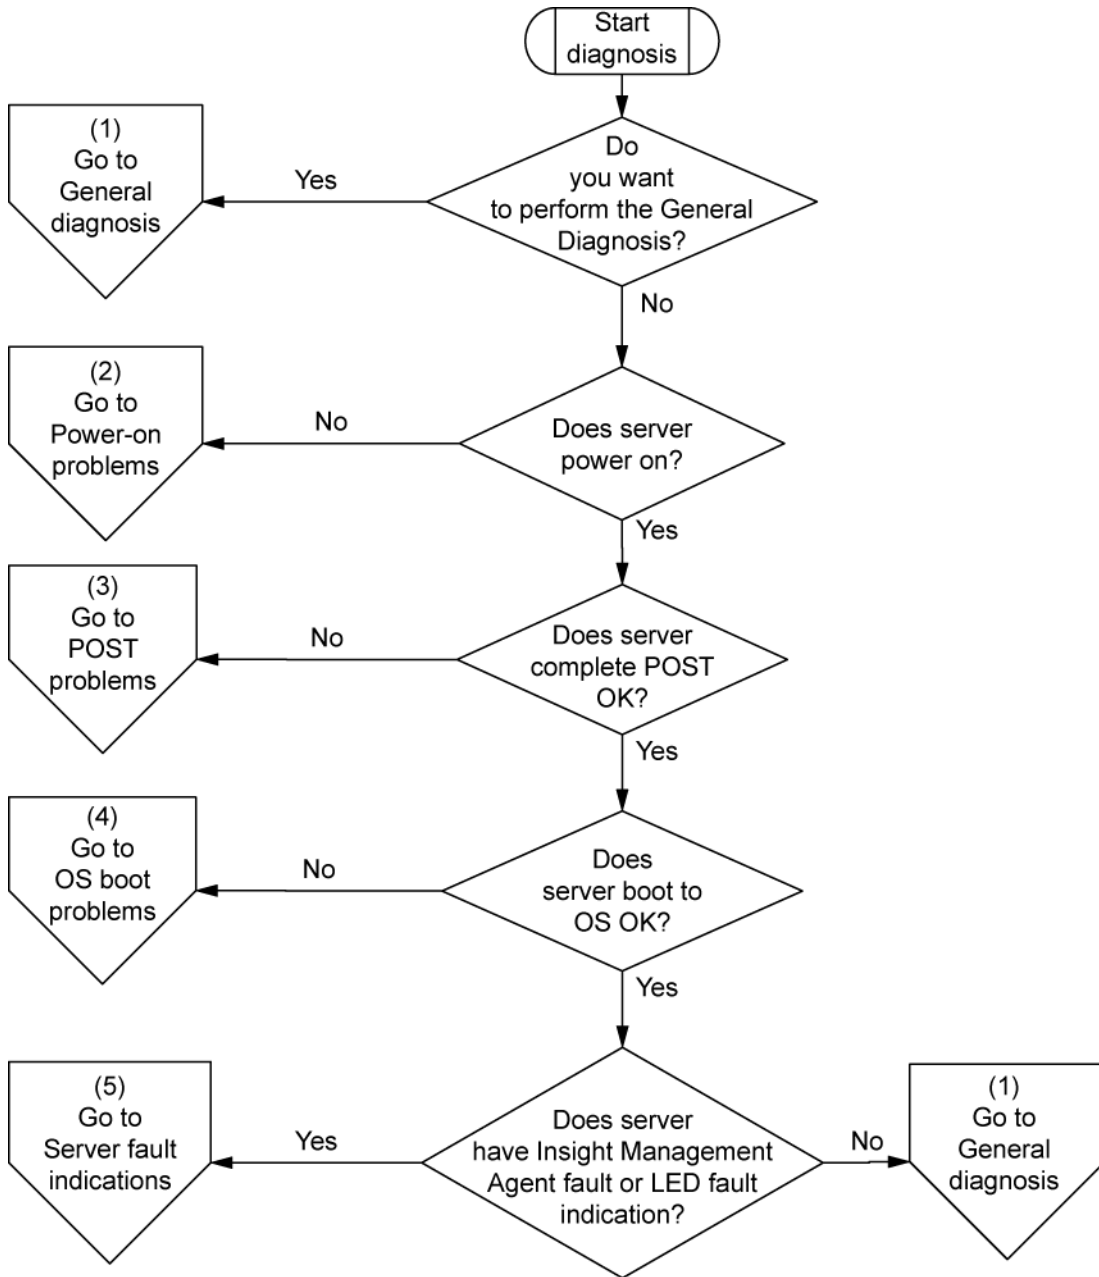 Start
diagnosis
Do
you want
to perform the General
Diagnosis?
Yes
(1)
Go to
General
diagnosis
No
Does server
power on?
No
(2)
Go to
Power-on
problems
Yes
Does server
complete POST
OK?
No
(3)
Go to
POST
problems
Yes
Does
server boot to
OS OK?
No
(4)
Go to
OS boot
problems
Yes
Does server
have Insight Management
Agent fault or LED fault
indication?
Yes
(5)
Go to
Server fault
indications
No
(1)
Go to
General
diagnosis